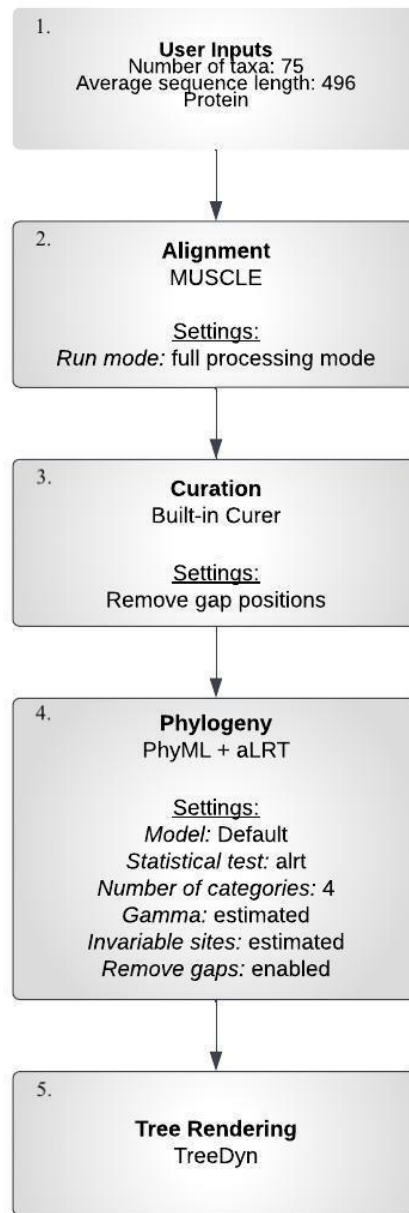 1.
User Inputs
Number of taxa: 75
Average sequence length: 496
Protein
2.
Alignment
MUSCLE
Settings:
Run mode: full processing mode
3.
Curation
Built-in Curer
Settings:
Remove gap positions
4.
Phylogeny
PhyML + aLRT
Settings:
Model: Default
Statistical test: alrt
Number of categories: 4
Gamma: estimated
Invariable sites: estimated
Remove gaps: enabled
5.
Tree Rendering
TreeDyn